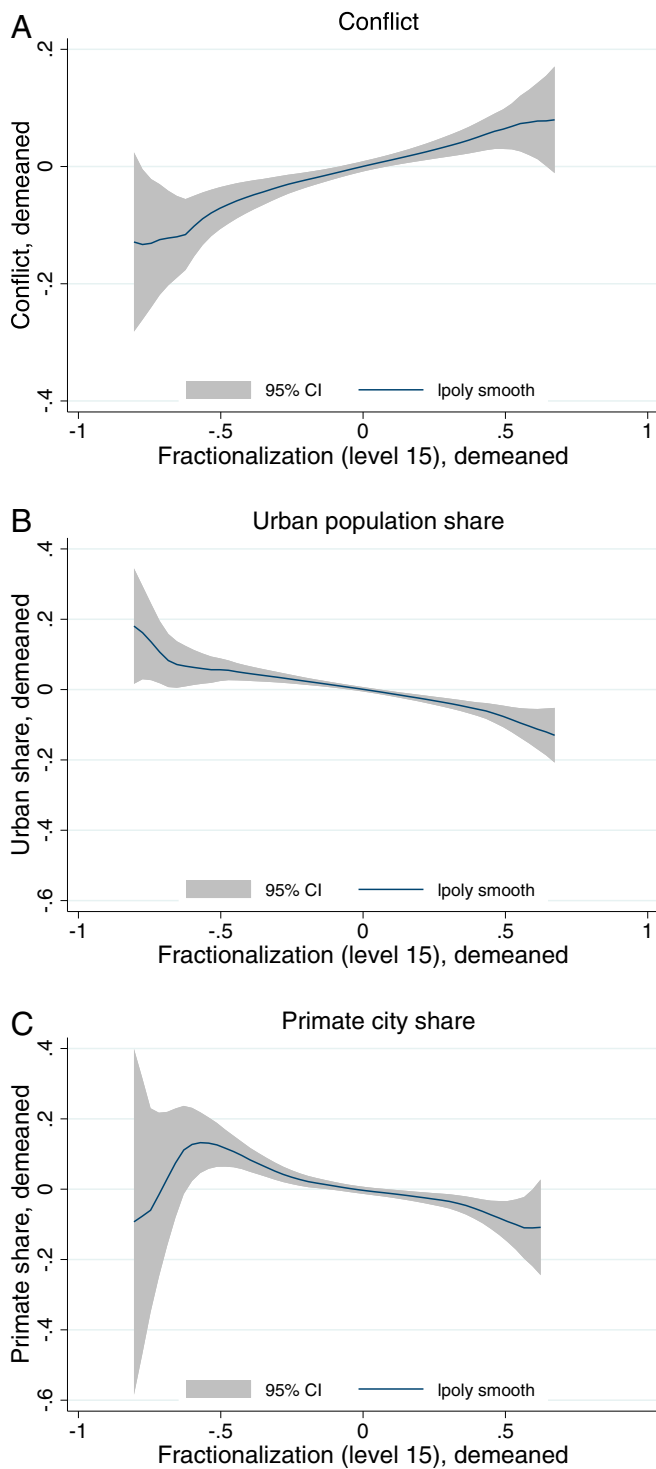 A
Conflict
Conflict, demeaned
.2
0
-.2
-.4
95% CI
lpoly smooth
-1
-.5
0
.5
1
Fractionalization (level 15), demeaned
B
Urban population share
Urban share, demeaned
.4
.2
0
-.2
-.4
-.6
95% CI
lpoly smooth
-1
-.5
0
.5
1
Fractionalization (level 15), demeaned
C
Primate city share
Primate share, demeaned
.4
.2
0
-.2
-.4
-.6
95% CI
lpoly smooth
-1
-.5
0
.5
1
Fractionalization (level 15), demeaned